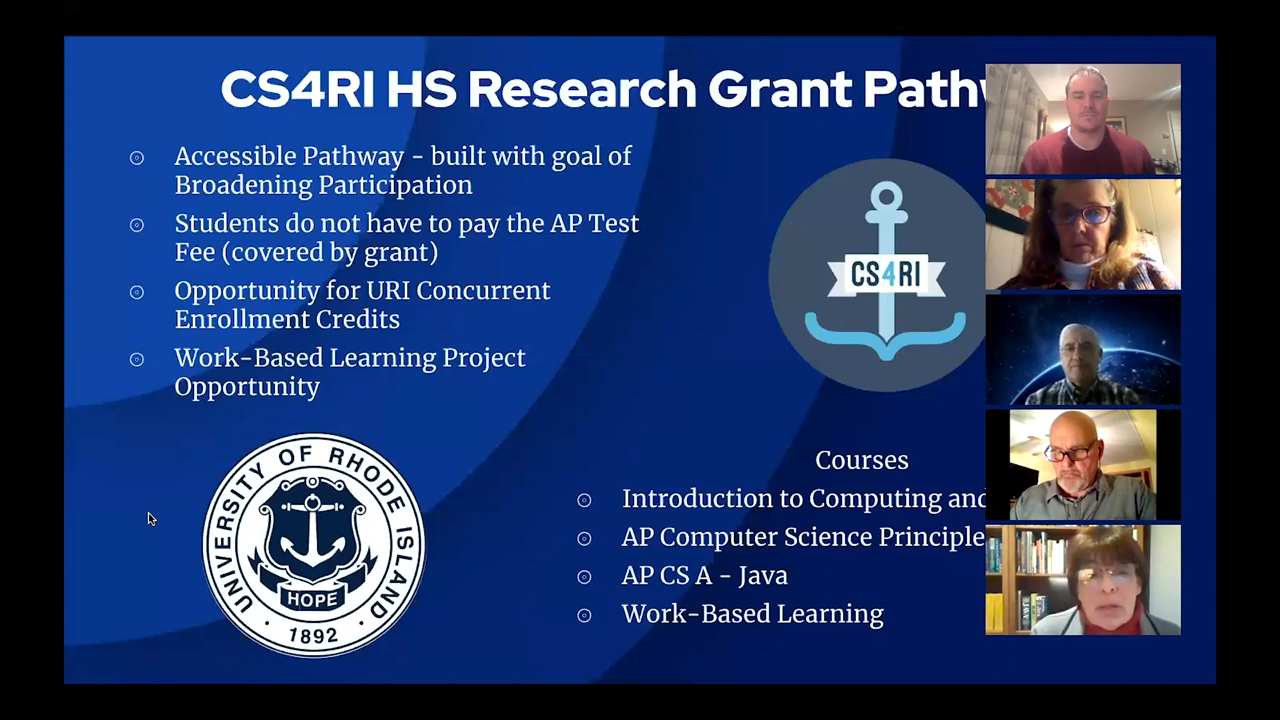 CS4RI HS Research Grant
Accessible Pathway - built with goal of
Broadening Participation
Students do not have to pay the AP Test
Fee (covered by grant)
Opportunity for URI Concurrent
Enrollment Credits
Work-Based Learning Project
Opportunity
CS4RI
UNIVERSITY OF RHODE ISLAND
HOPE
1892
Courses
Introduction to Computing and
AP Computer Science Principle
AP CS A - Java
Work-Based Learning